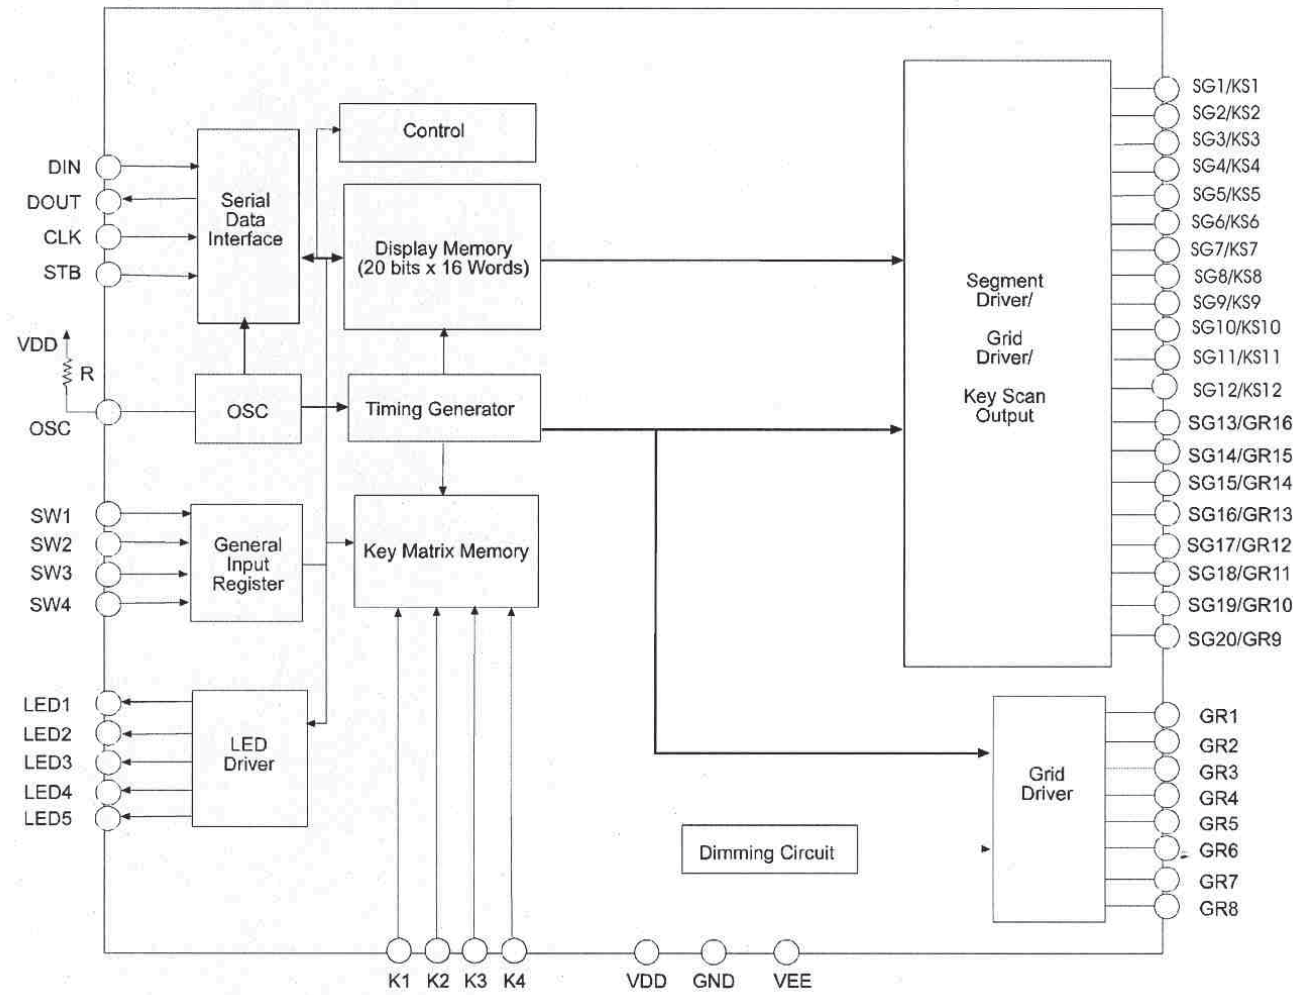 DIN
DOUT
CLK
STB
VDD
R
OSC
SW1
SW2
SW3
SW4
LED1
LED2
LED3
LED4
LED5
Serial
Data
Interface
OSC
General
Input
Register
LED
Driver
Control
Display Memory
(20 bits x 16 Words)
Timing Generator
Key Matrix Memory
Dimming Circuit
Segment
Driver/
Grid
Driver/
Key Scan
Output
Grid
Driver
SG1/KS1
SG2/KS2
SG3/KS3
SG4/KS4
SG5/KS5
SG6/KS6
SG7/KS7
SG8/KS8
SG9/KS9
SG10/KS10
SG11/KS11
SG12/KS12
SG13/GR16
SG14/GR15
SG15/GR14
SG16/GR13
SG17/GR12
SG18/GR11
SG19/GR10
SG20/GR9
GR1
GR2
GR3
GR4
GR5
GR6
GR7
GR8
K1 K2 K3 K4 VDD GND VEE